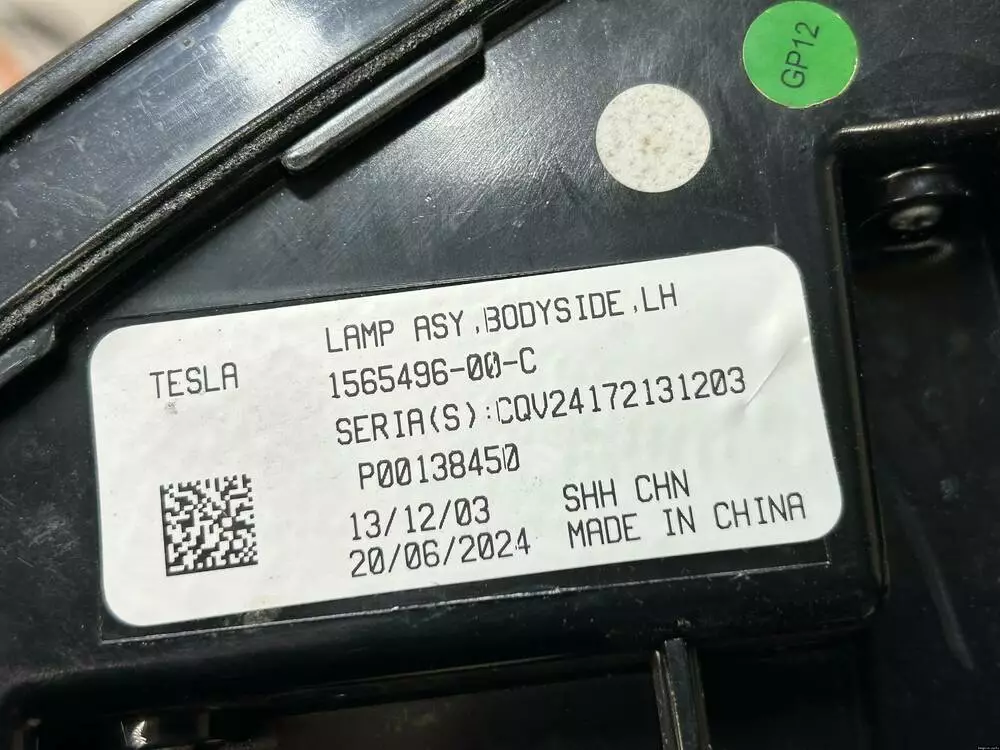 GP12
LAMP ASY,BODYSIDE,LH
TESLA
1565496-00-C
SERIA(S):CQV24172131203
P00138450
13/12/03
SHH CHN
20/06/2024
MADE IN CHINA